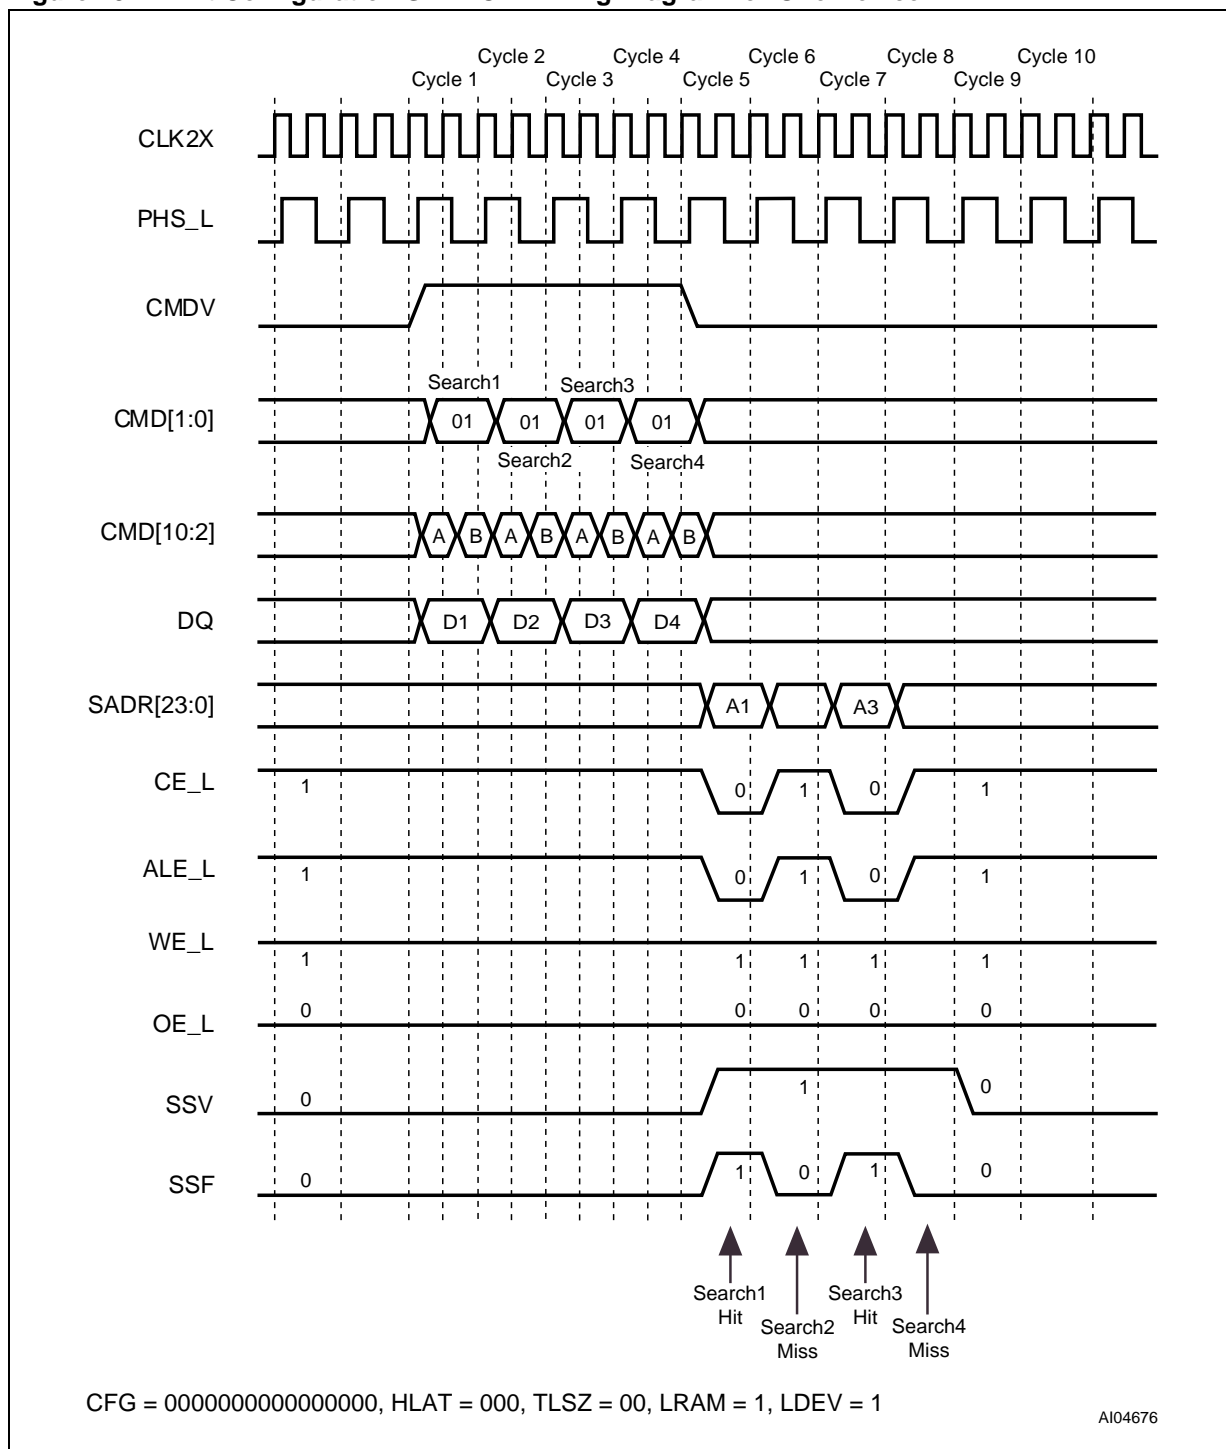 Cycle 2 Cycle 4 Cycle 6 Cycle 8 Cycle 10
Cycle 1 Cycle 3 Cycle 5 Cycle 7 Cycle 9
CLK2X
PHS_L
CMDV
Search1 Search3
CMD[1:0] 01 01 01 01
Search2 Search4
CMD[10:2] A B A B A B A B
DQ D1 D2 D3 D4
SADR[23:0] A1 A3
CE_L 1 0 1 0 1
ALE_L 1 0 1 0 1
WE_L 1 1 1 1 1
OE_L 0 0 0 0 0
SSV 0 1 0
SSF 0 1 0 1 0
Search1 Hit
Search2 Miss
Search3 Hit
Search4 Miss
CFG = 0000000000000000, HLAT = 000, TLSZ = 00, LRAM = 1, LDEV = 1
AI04676